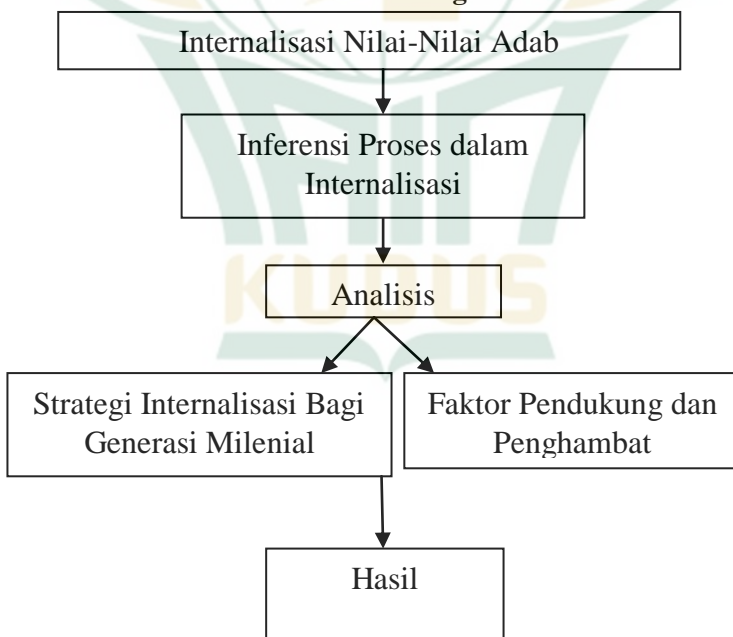 Internalisasi Nilai-Nilai Adab
Inferensi Proses dalam
Internalisasi
KUDUS
Analisis
Strategi Internalisasi Bagi
Generasi Milenial
Faktor Pendukung dan
Penghambat
Hasil